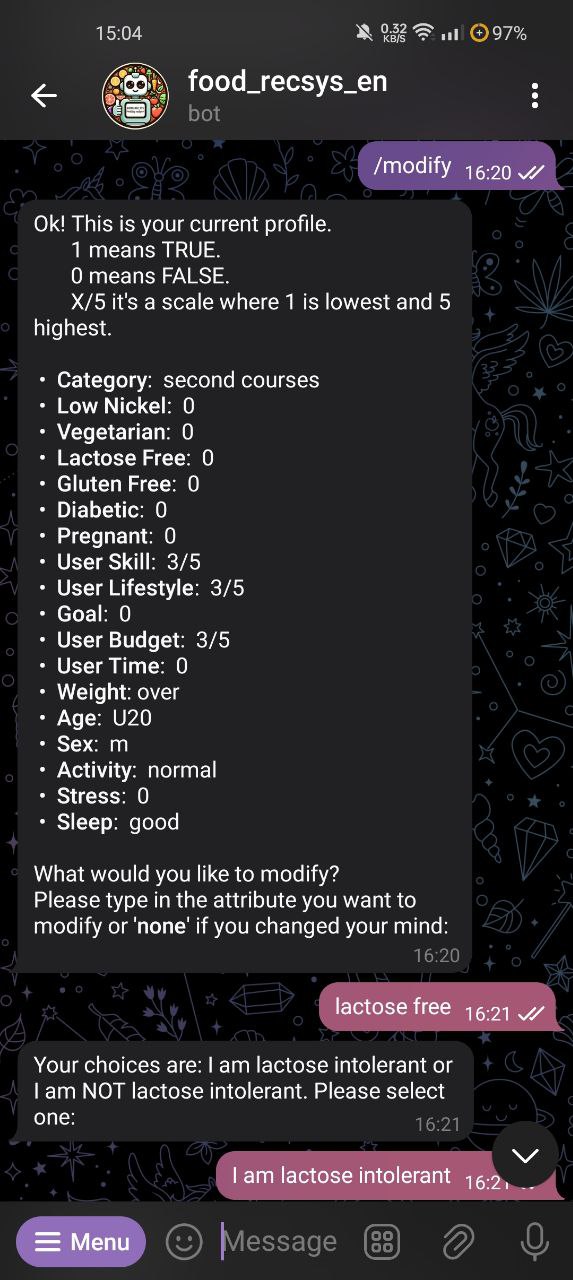 15:04
0.32
KB/S
97%
food_recsys_en
bot
/modify 16:20
Ok! This is your current profile.
1 means TRUE.
0 means FALSE.
X/5 it's a scale where 1 is lowest and 5
highest.
• Category: second courses
• Low Nickel: 0
• Vegetarian: 0
• Lactose Free: 0
• Gluten Free: 0
• Diabetic: 0
• Pregnant: 0
• User Skill: 3/5
• User Lifestyle: 3/5
• Goal: 0
• User Budget: 3/5
• User Time: 0
• Weight: over
• Age: U20
• Sex: m
• Activity: normal
• Stress: 0
• Sleep: good
What would you like to modify?
Please type in the attribute you want to
modify or 'none' if you changed your mind:
16:20
lactose free 16:21
Your choices are: I am lactose intolerant or
I am NOT lactose intolerant. Please select
one:
16:21
I am lactose intolerant 16:21
Menu
Message